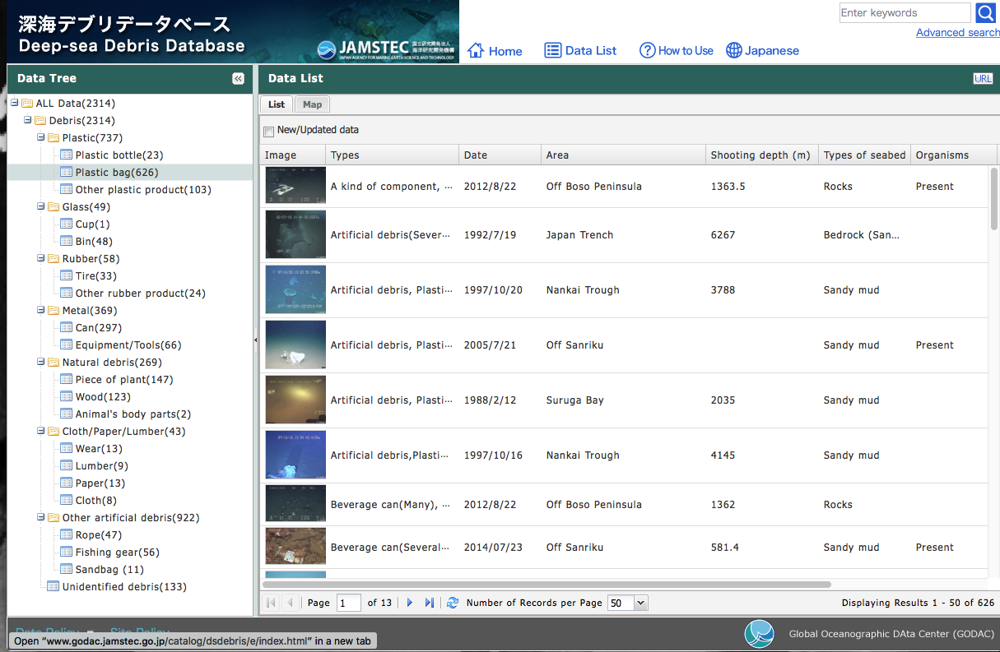 深海デブリデータベース
Deep-sea Debris Database
JAMSTEC 国立研究開発法人 海洋研究開発機構
JAPAN AGENCY FOR MARINE-EARTH SCIENCE AND TECHNOLOGY
Home
Data List
How to Use
Japanese
Enter keywords
Advanced search
Data Tree
ALL Data(2314)
Debris(2314)
Plastic(737)
Plastic bottle(23)
Plastic bag(626)
Other plastic product(103)
Glass(49)
Cup(1)
Bin(48)
Rubber(58)
Tire(33)
Other rubber product(24)
Metal(369)
Can(297)
Equipment/Tools(66)
Natural debris(269)
Piece of plant(147)
Wood(123)
Animal's body parts(2)
Cloth/Paper/Lumber(43)
Wear(13)
Lumber(9)
Paper(13)
Cloth(8)
Other artificial debris(922)
Rope(47)
Fishing gear(56)
Sandbag (11)
Unidentified debris(133)
Data List
URL
List
Map
New/Updated data
Image Types Date Area Shooting depth (m) Types of seabed Organisms
A kind of component, ... 2012/8/22 Off Boso Peninsula 1363.5 Rocks Present
Artificial debris(Sever... 1992/7/19 Japan Trench 6267 Bedrock (San...
Artificial debris, Plasti... 1997/10/20 Nankai Trough 3788 Sandy mud
Artificial debris, Plasti... 2005/7/21 Off Sanriku Sandy mud Present
Artificial debris, Plasti... 1988/2/12 Suruga Bay 2035 Sandy mud
Artificial debris,Plasti... 1997/10/16 Nankai Trough 4145 Sandy mud
Beverage can(Many), ... 2012/8/22 Off Boso Peninsula 1362 Rocks
Beverage can(Several... 2014/07/23 Off Sanriku 581.4 Sandy mud Present
Page 1 of 13
Number of Records per Page 50
Displaying Results 1 - 50 of 626
Data Policy
Site Policy
Open “www.godac.jamstec.go.jp/catalog/dsdebris/e/index.html” in a new tab
Global Oceanographic DAta Center (GODAC)